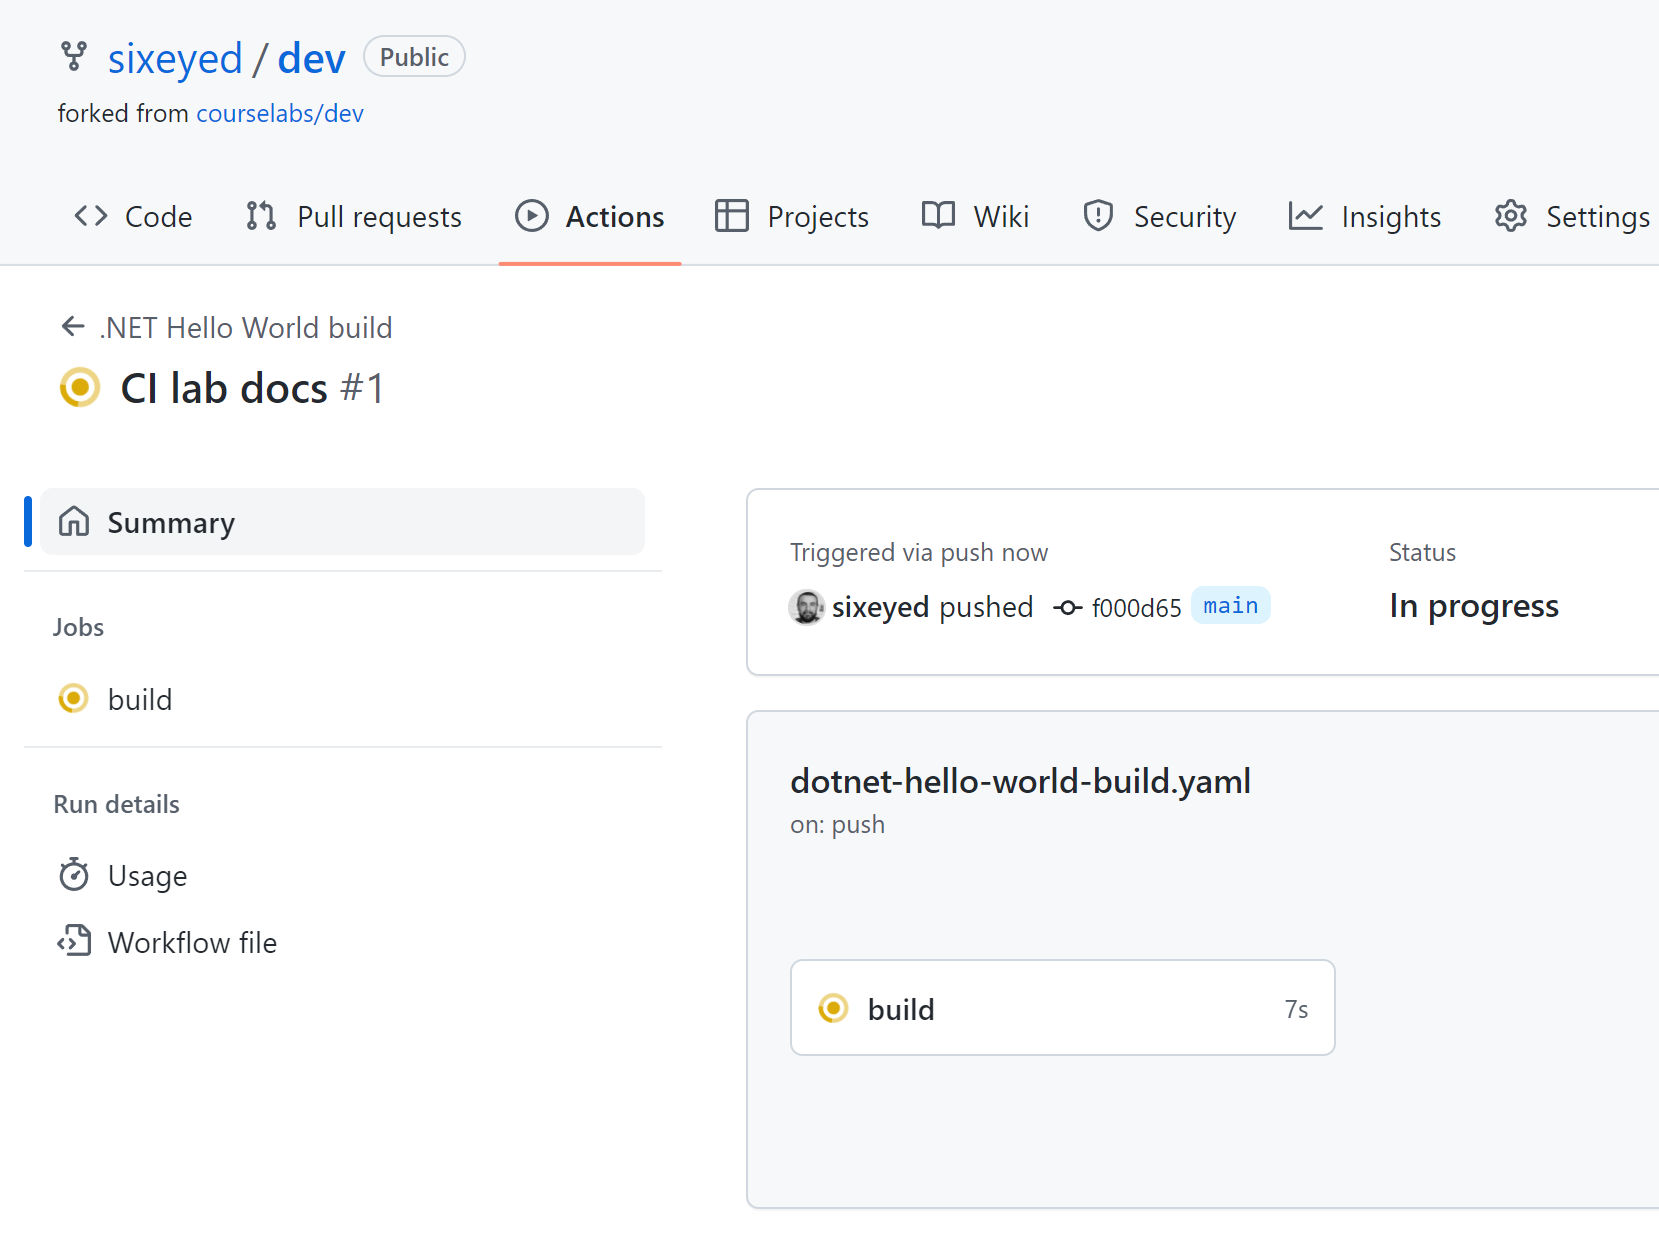 sixeyed / dev Public
forked from courselabs/dev
Code Pull requests Actions Projects Wiki Security Insights Settings
.NET Hello World build
CI lab docs #1
Summary
Jobs
build
Run details
Usage
Workflow file
Triggered via push now
sixeyed pushed f000d65 main
Status
In progress
dotnet-hello-world-build.yaml
on: push
build 7s